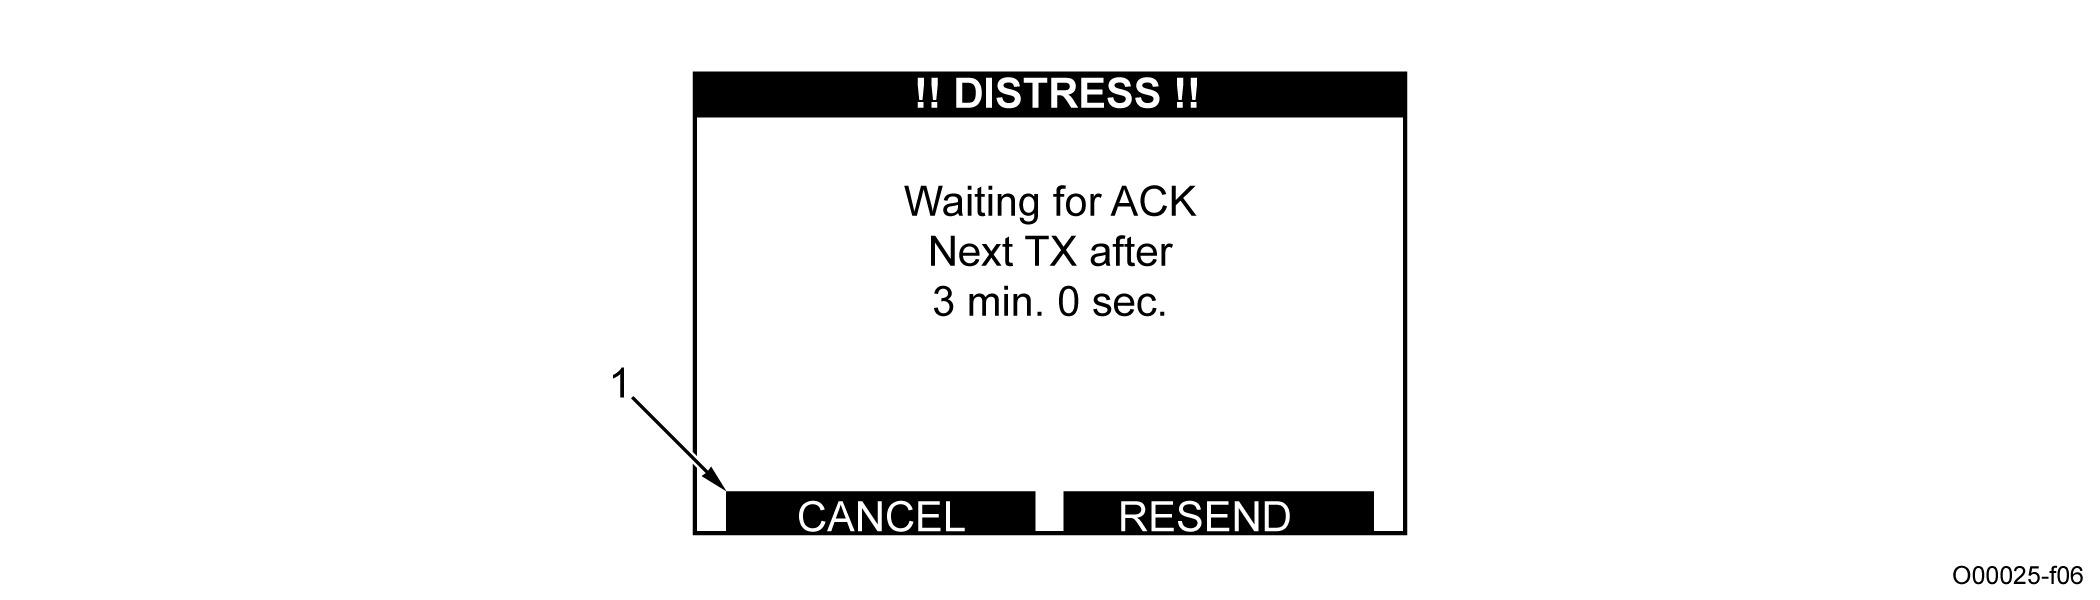 !! DISTRESS !!
Waiting for ACK
Next TX after
3 min. 0 sec.
1
CANCEL RESEND
O00025-f06